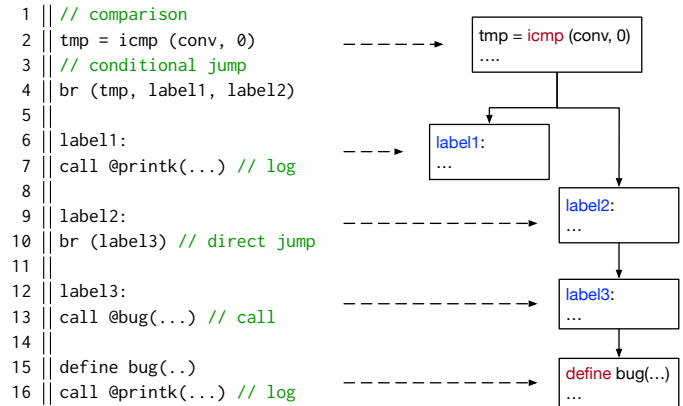 1 // comparison
2 tmp = icmp (conv, 0)
3 // conditional jump
4 br (tmp, label1, label2)
5
6 label1:
7 call @printk(...) // log
8
9 label2:
10 br (label3) // direct jump
11
12 label3:
13 call @bug(...) // call
14
15 define bug(..)
16 call @printk(...) // log
tmp = icmp (conv, 0)
....
label1:
...
label2:
...
label3:
...
define bug(...)
...